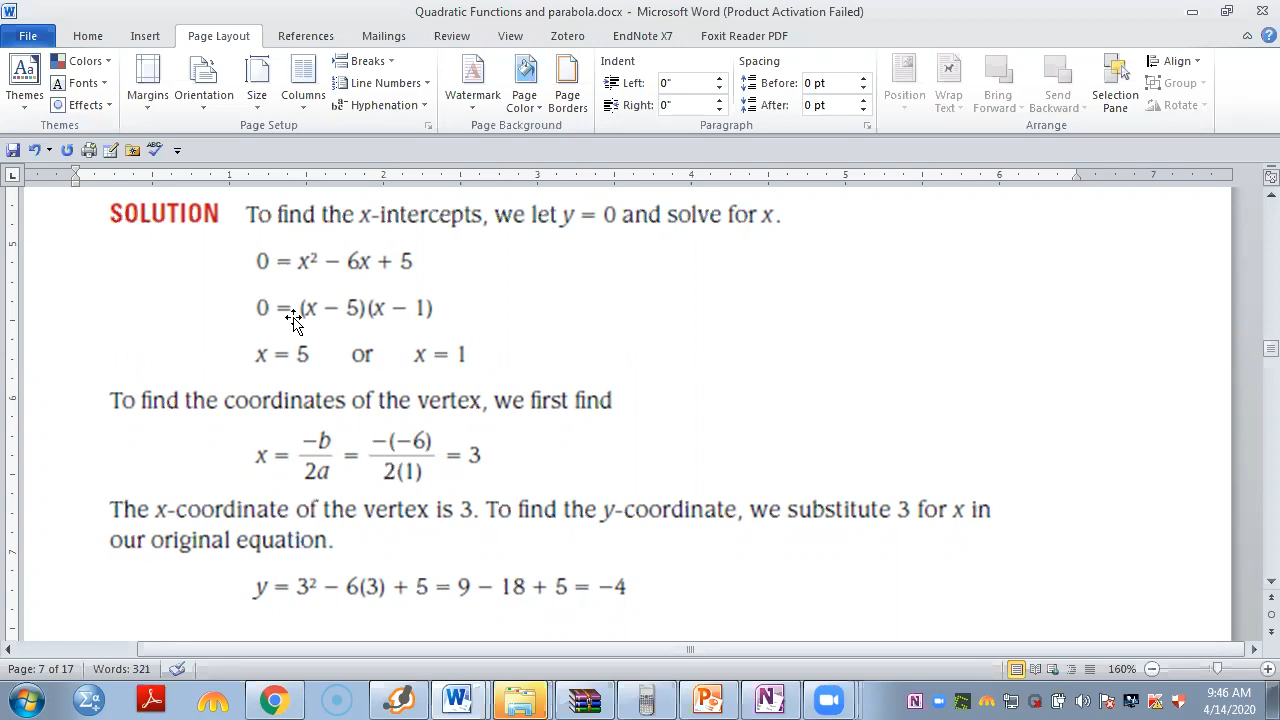 Quadratic Functions and parabola.docx - Microsoft Word (Product Activation Failed)
File Home Insert Page Layout References Mailings Review View Zotero EndNote X7 Foxit Reader PDF
Themes Colors Fonts Effects
Margins Orientation Size Columns Breaks Line Numbers Hyphenation
Watermark Page Color Page Borders
Indent Spacing
Left: 0" Before: 0 pt
Right: 0" After: 0 pt
Position Wrap Text Bring Forward Send Backward Selection Pane Align Group Rotate
Themes Page Setup Page Background Paragraph Arrange
1 2 3 4 5 6 7
SOLUTION To find the x-intercepts, we let y = 0 and solve for x.
0 = x² − 6x + 5
0 = (x − 5)(x − 1)
x = 5 or x = 1
To find the coordinates of the vertex, we first find
x = −b / 2a = −(−6) / 2(1) = 3
The x-coordinate of the vertex is 3. To find the y-coordinate, we substitute 3 for x in
our original equation.
y = 3² − 6(3) + 5 = 9 − 18 + 5 = −4
Page: 7 of 17 Words: 321 160%
9:46 AM
4/14/2020